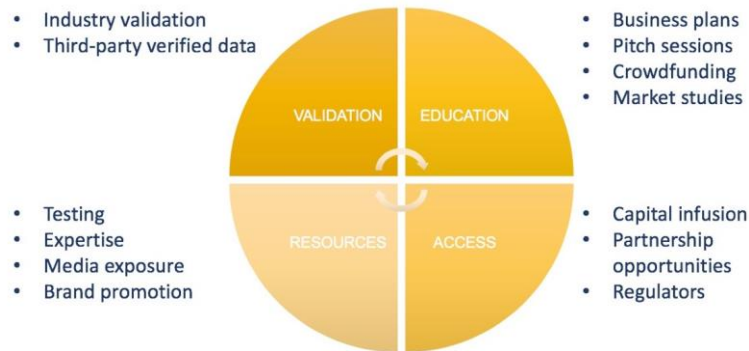 • Industry validation
• Third-party verified data
• Business plans
• Pitch sessions
• Crowdfunding
• Market studies
VALIDATION
EDUCATION
RESOURCES
ACCESS
• Testing
• Expertise
• Media exposure
• Brand promotion
• Capital infusion
• Partnership
opportunities
• Regulators